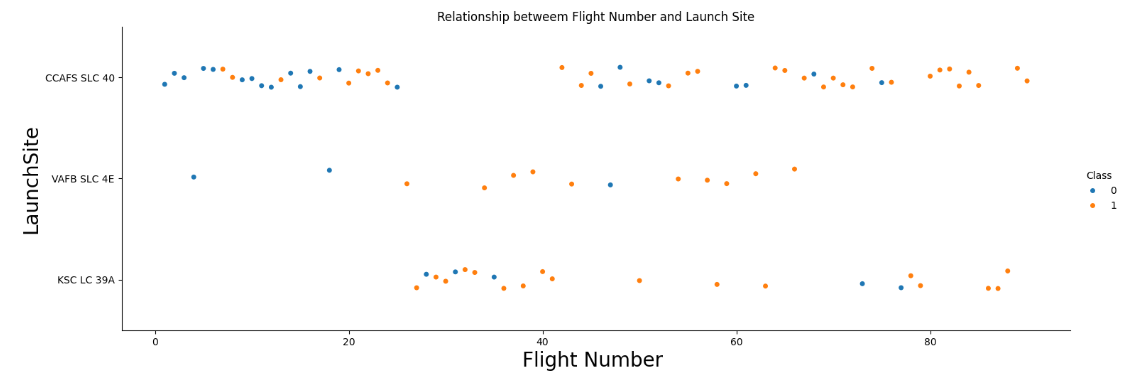 Relationship betweem Flight Number and Launch Site
LaunchSite
CCAFS SLC 40
VAFB SLC 4E
KSC LC 39A
0 20 40 60 80
Flight Number
Class
0
1